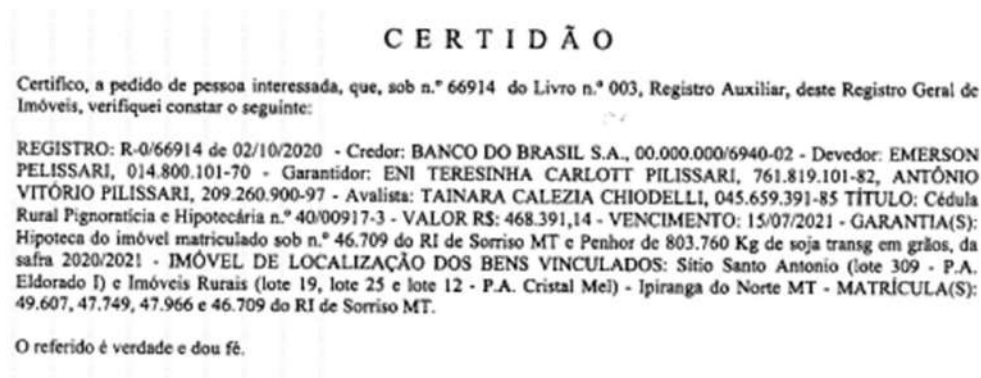 CERTIDÃO
Certifico, a pedido de pessoa interessada, que, sob n.º 66914 do Livro n.º 003, Registro Auxiliar, deste Registro Geral de
Imóveis, verifiquei constar o seguinte:
REGISTRO: R-0/66914 de 02/10/2020 - Credor: BANCO DO BRASIL S.A., 00.000.000/6940-02 - Devedor: EMERSON
PELISSARI, 014.800.101-70 - Garantidor: ENI TERESINHA CARLOTT PILISSARI, 761.819.101-82, ANTÔNIO
VITÓRIO PILISSARI, 209.260.900-97 - Avalista: TAINARA CALEZIA CHIODELLI, 045.659.391-85 TÍTULO: Cédula
Rural Pignoratícia e Hipotecária n.º 40/00917-3 - VALOR R$: 468.391,14 - VENCIMENTO: 15/07/2021 - GARANTIA(S):
Hipoteca do imóvel matriculado sob n.º 46.709 do RI de Sorriso MT e Penhor de 803.760 Kg de soja transg em grãos, da
safra 2020/2021 - IMÓVEL DE LOCALIZAÇÃO DOS BENS VINCULADOS: Sítio Santo Antonio (lote 309 - P.A.
Eldorado I) e Imóveis Rurais (lote 19, lote 25 e lote 12 - P.A. Cristal Mel) - Ipiranga do Norte MT - MATRÍCULA(S):
49.607, 47.749, 47.966 e 46.709 do RI de Sorriso MT.
O referido é verdade e dou fé.